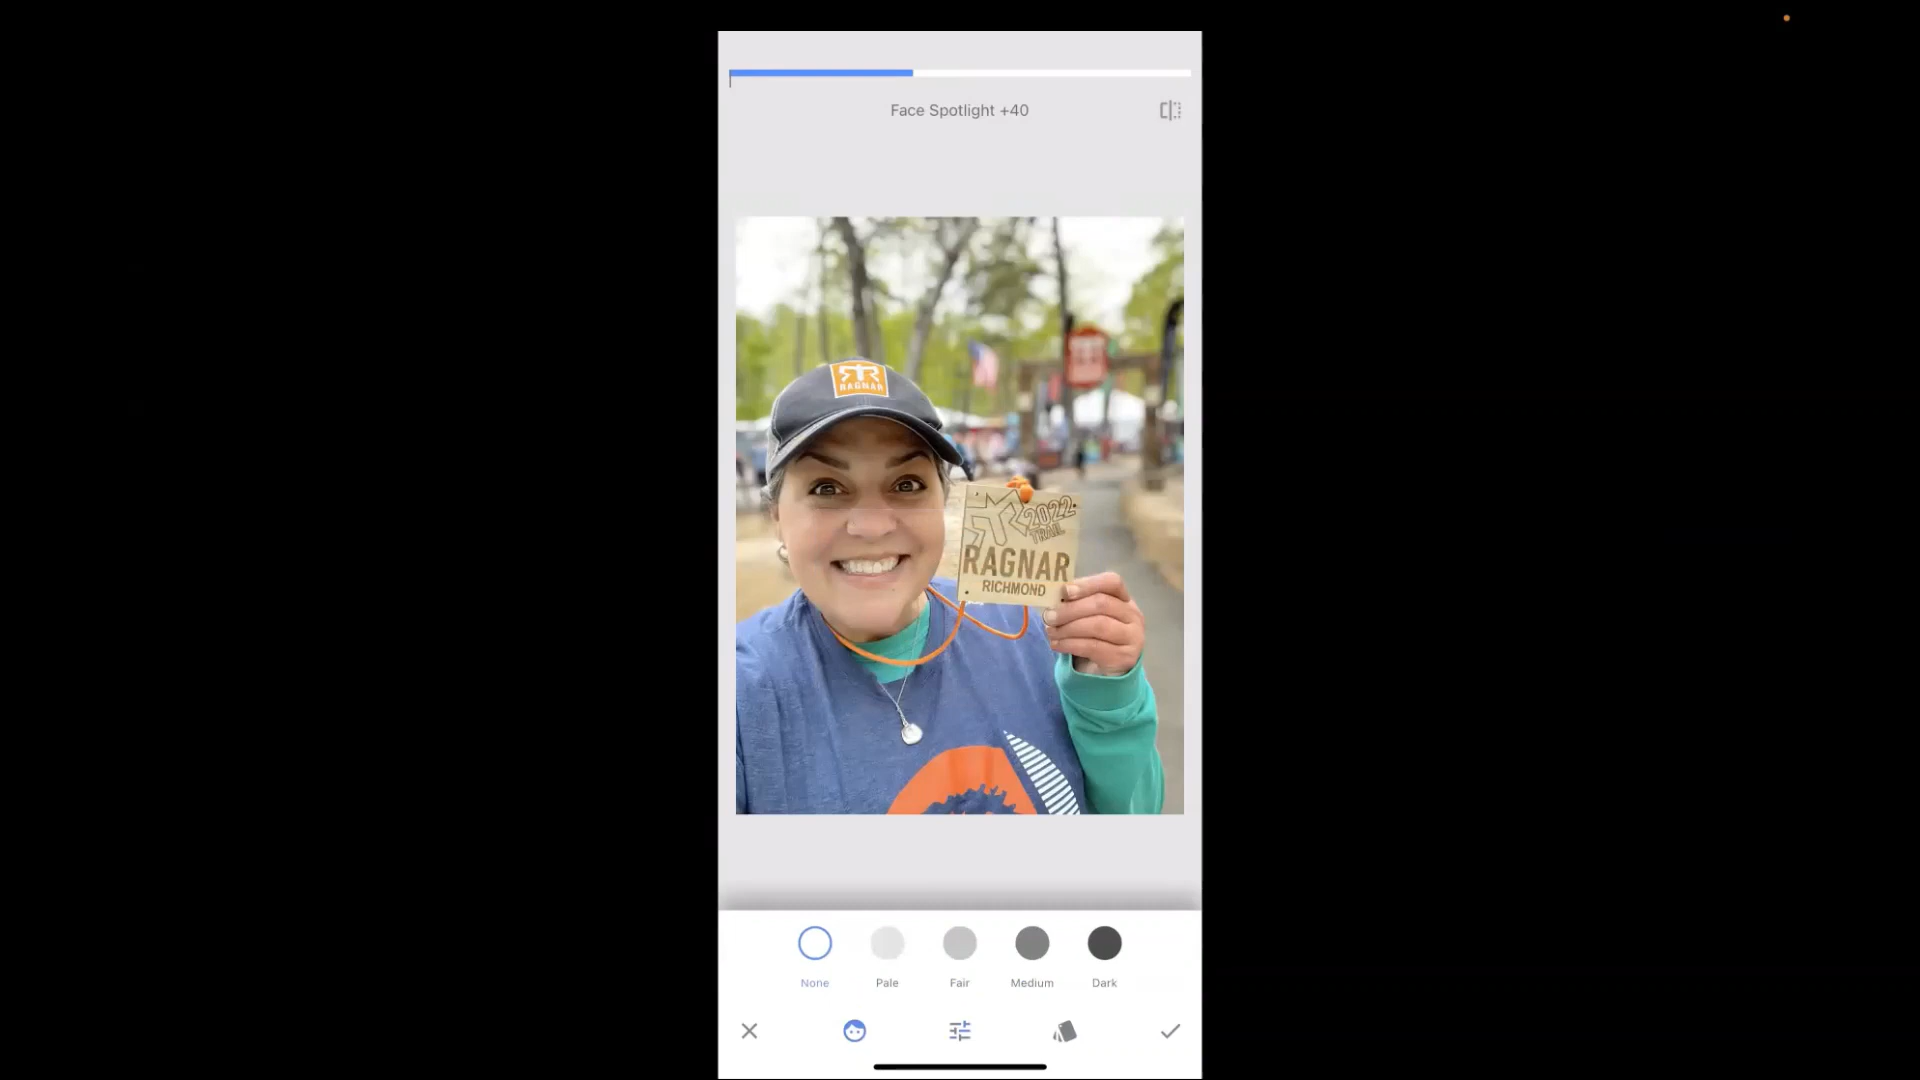 Face Spotlight +40
RAGNAR
2022
TRAIL
RAGNAR
RICHMOND
None
Pale
Fair
Medium
Dark